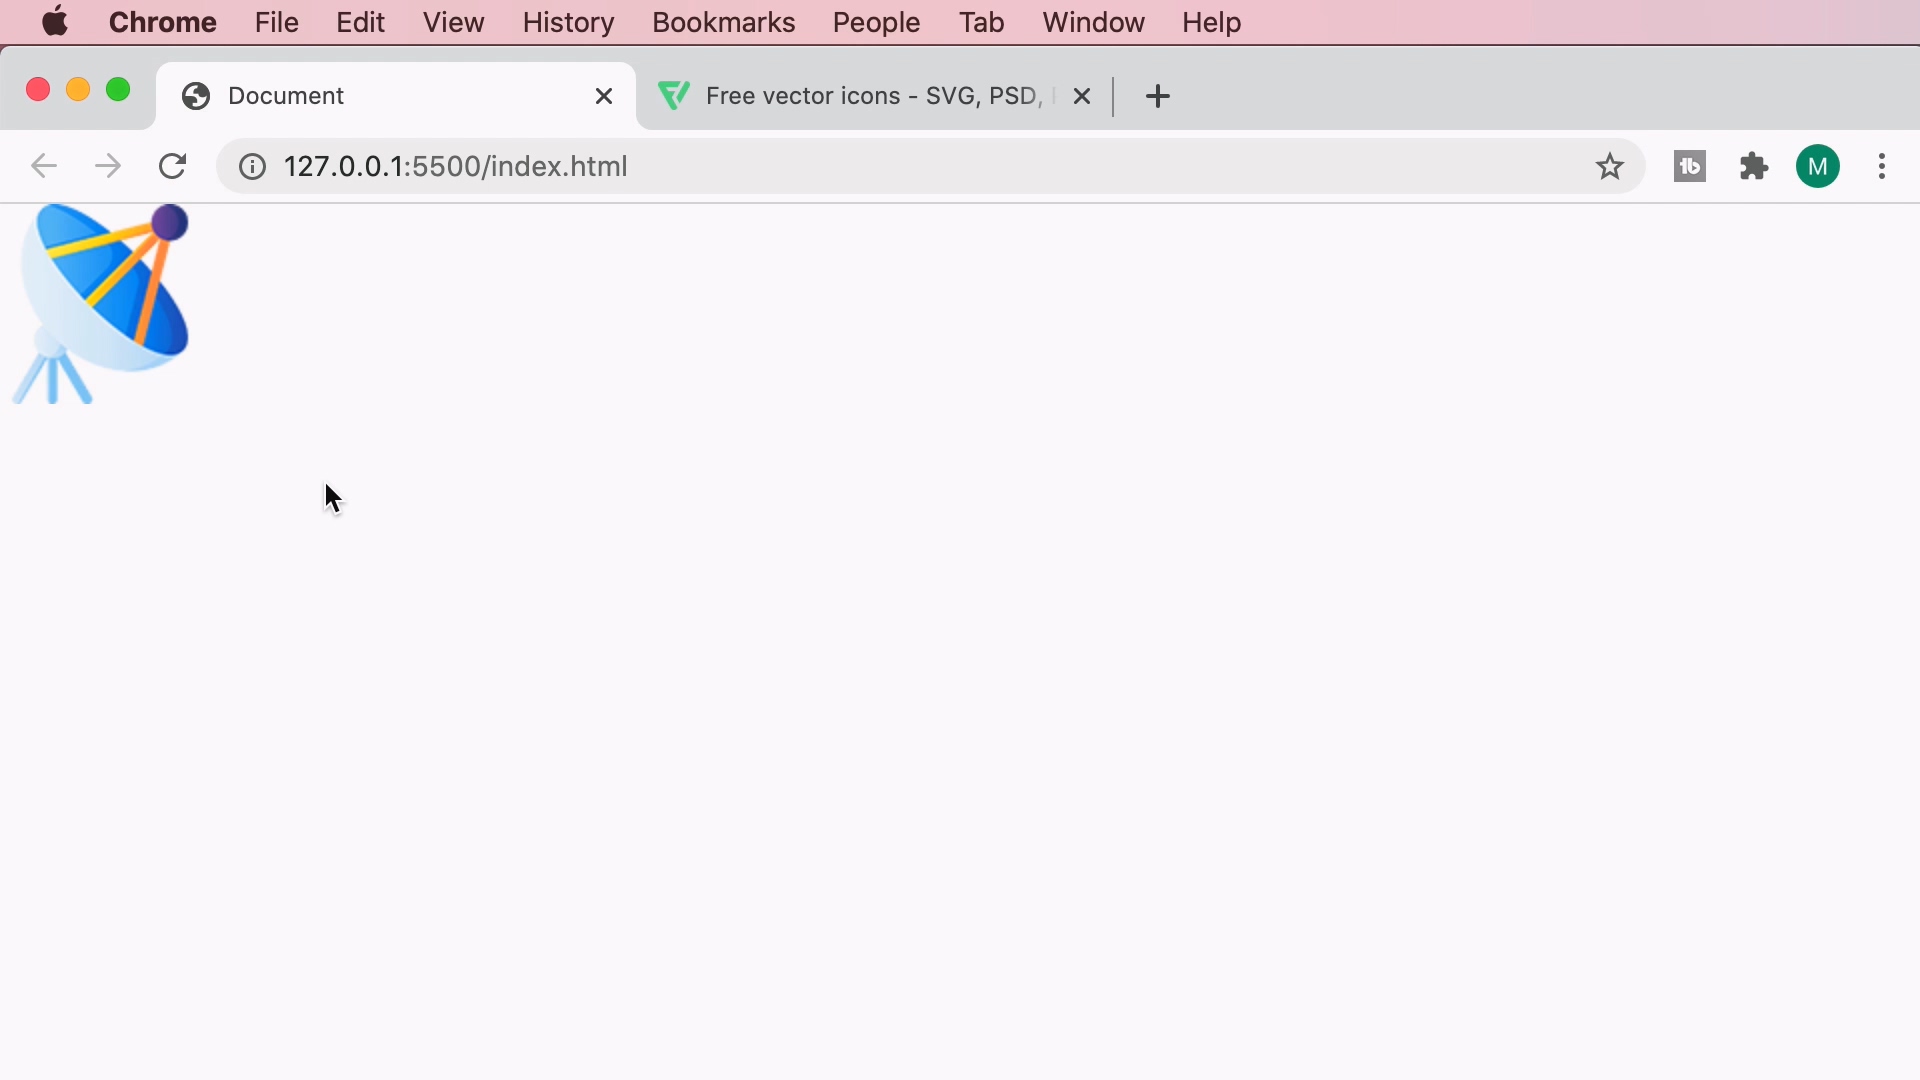 Chrome File Edit View History Bookmarks People Tab Window Help
Document
Free vector icons - SVG, PSD,
127.0.0.1:5500/index.html
M